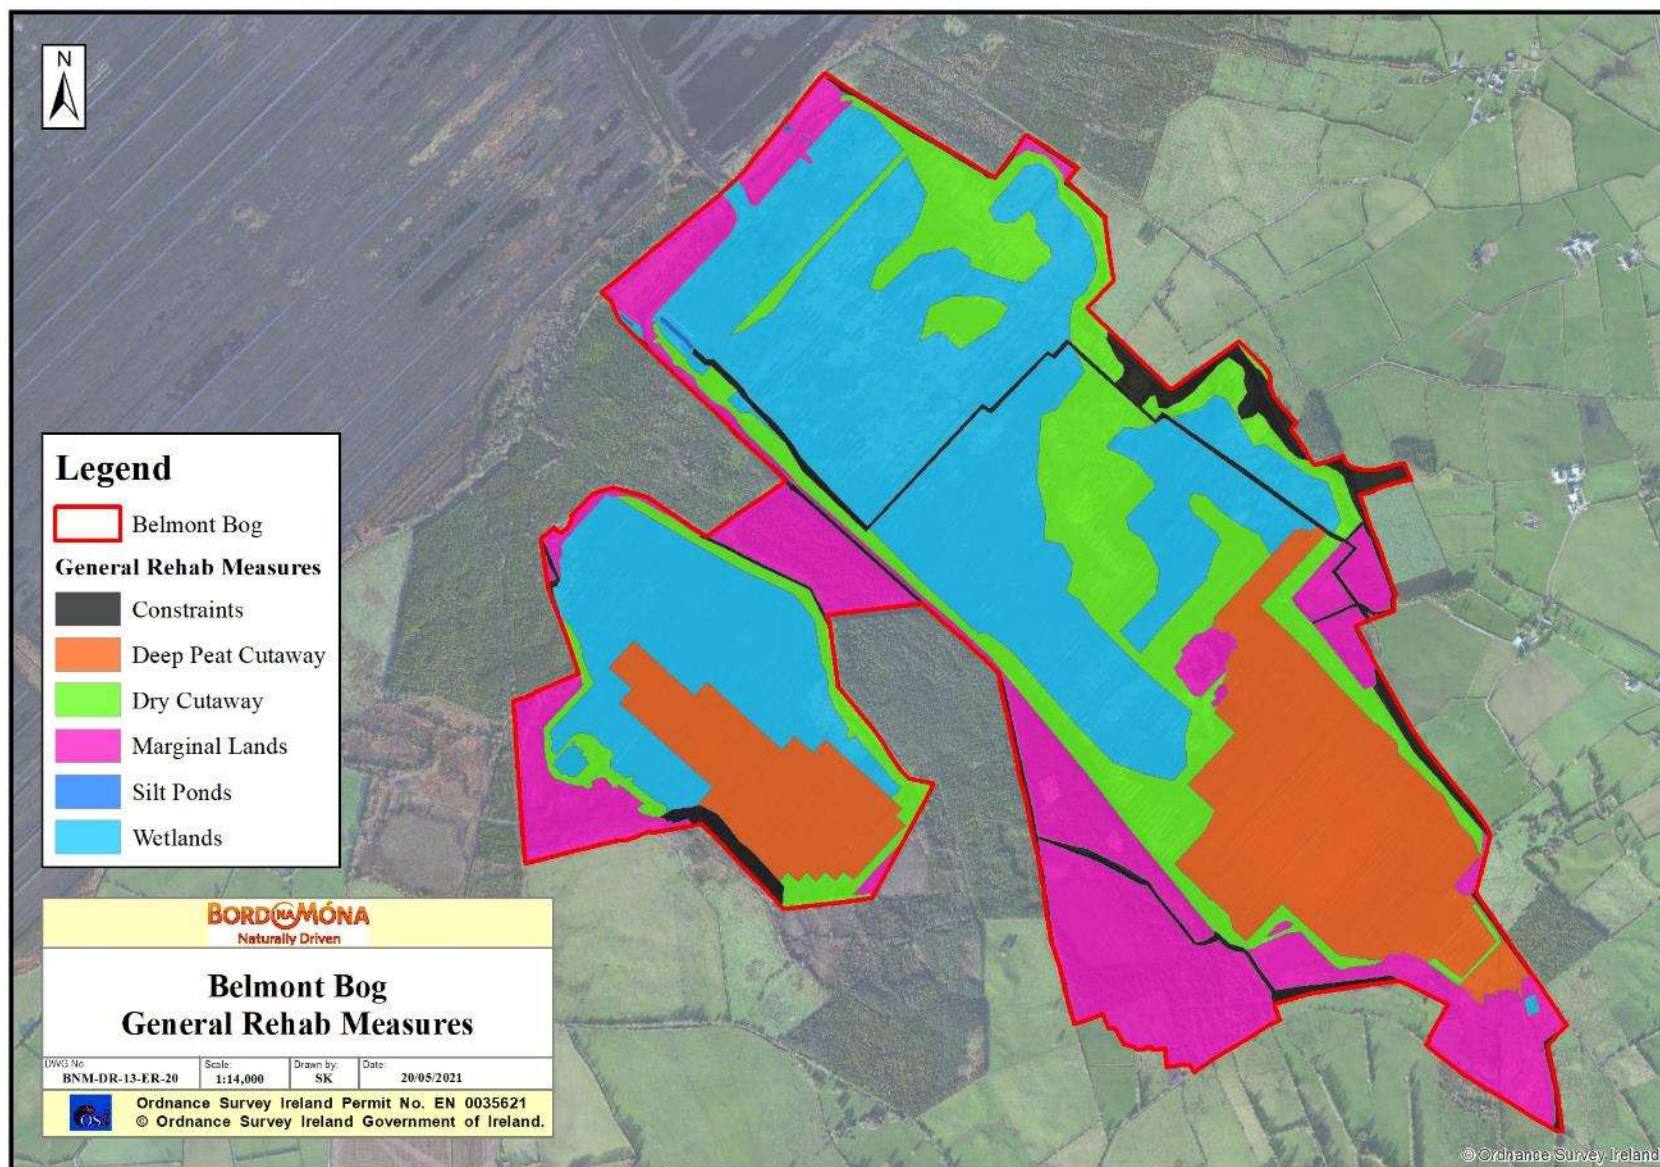 N
Legend
Belmont Bog
General Rehab Measures
Constraints
Deep Peat Cutaway
Dry Cutaway
Marginal Lands
Silt Ponds
Wetlands
BORD NA MÓNA
Naturally Driven
Belmont Bog
General Rehab Measures
DWG No. Scale: Drawn by: Date:
BNM-DR-13-ER-20 1:14,000 SK 20/05/2021
OSi
Ordnance Survey Ireland Permit No. EN 0035621
© Ordnance Survey Ireland Government of Ireland.
© Ordnance Survey Ireland